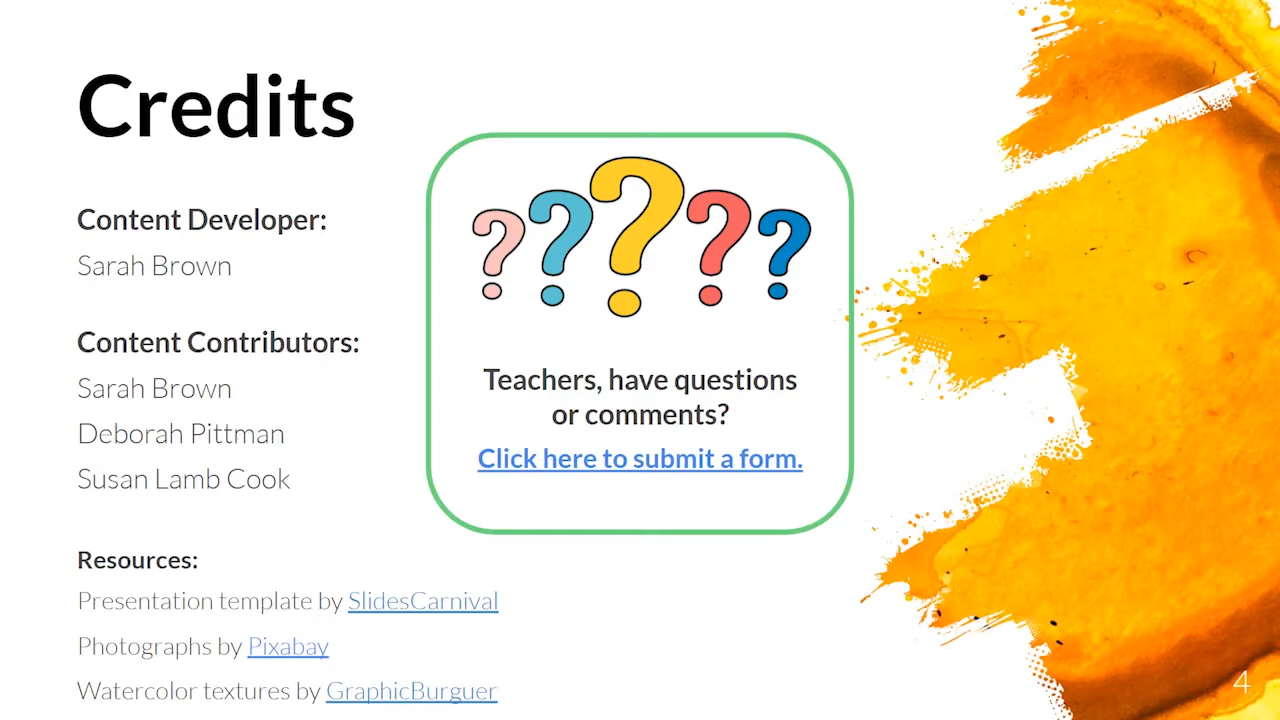 Credits
Content Developer:
Sarah Brown
Content Contributors:
Sarah Brown
Deborah Pittman
Susan Lamb Cook
Resources:
Presentation template by SlidesCarnival
Photographs by Pixabay
Watercolor textures by GraphicBurguer
? ? ? ? ?
Teachers, have questions
or comments?
Click here to submit a form.
4